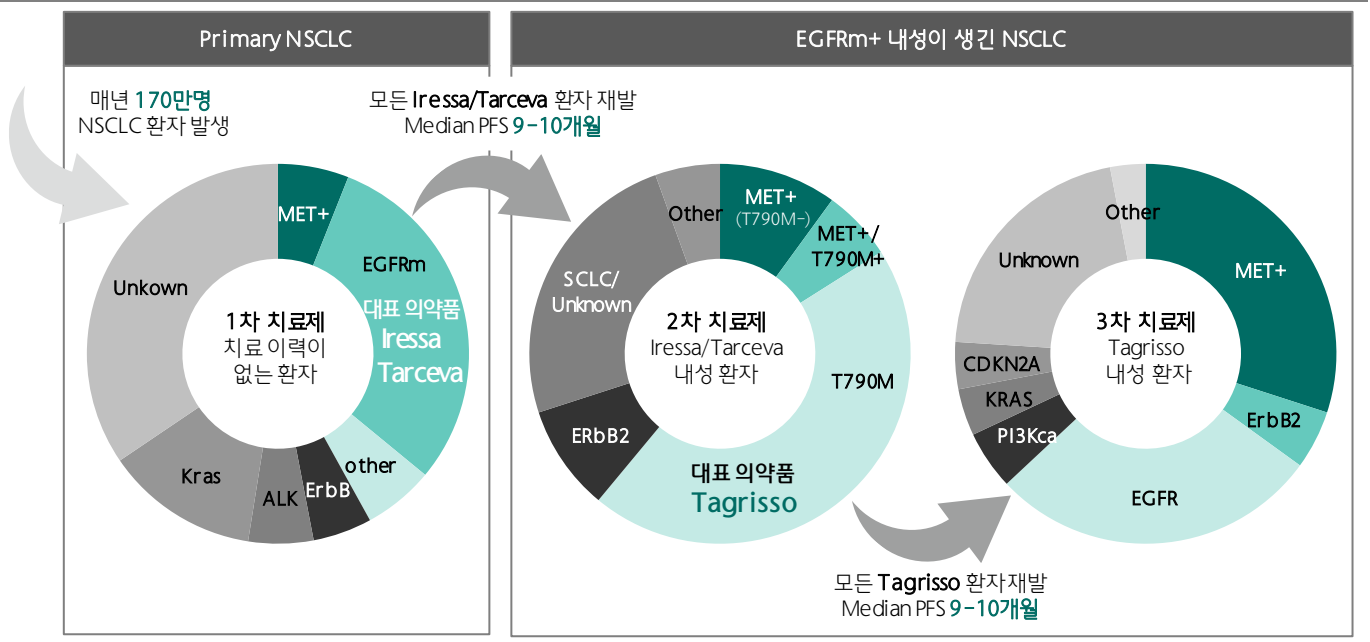 Primary NSCLC
매년 170만명
NSCLC 환자 발생
MET+
EGFRm
대표 의약품
Iressa
Tarceva
other
ErbB
ALK
Kras
Unkown
1차 치료제
치료 이력이
없는 환자
모든 Iressa/Tarceva 환자 재발
Median PFS 9-10개월
EGFRm+ 내성이 생긴 NSCLC
MET+
(T790M-)
MET+/
T790M+
T790M
대표 의약품
Tagrisso
ERbB2
SCLC/
Unknown
Other
2차 치료제
Iressa/Tarceva
내성 환자
모든 Tagrisso 환자재발
Median PFS 9-10개월
MET+
ErbB2
EGFR
PI3Kca
KRAS
CDKN2A
Unknown
Other
3차 치료제
Tagrisso
내성 환자